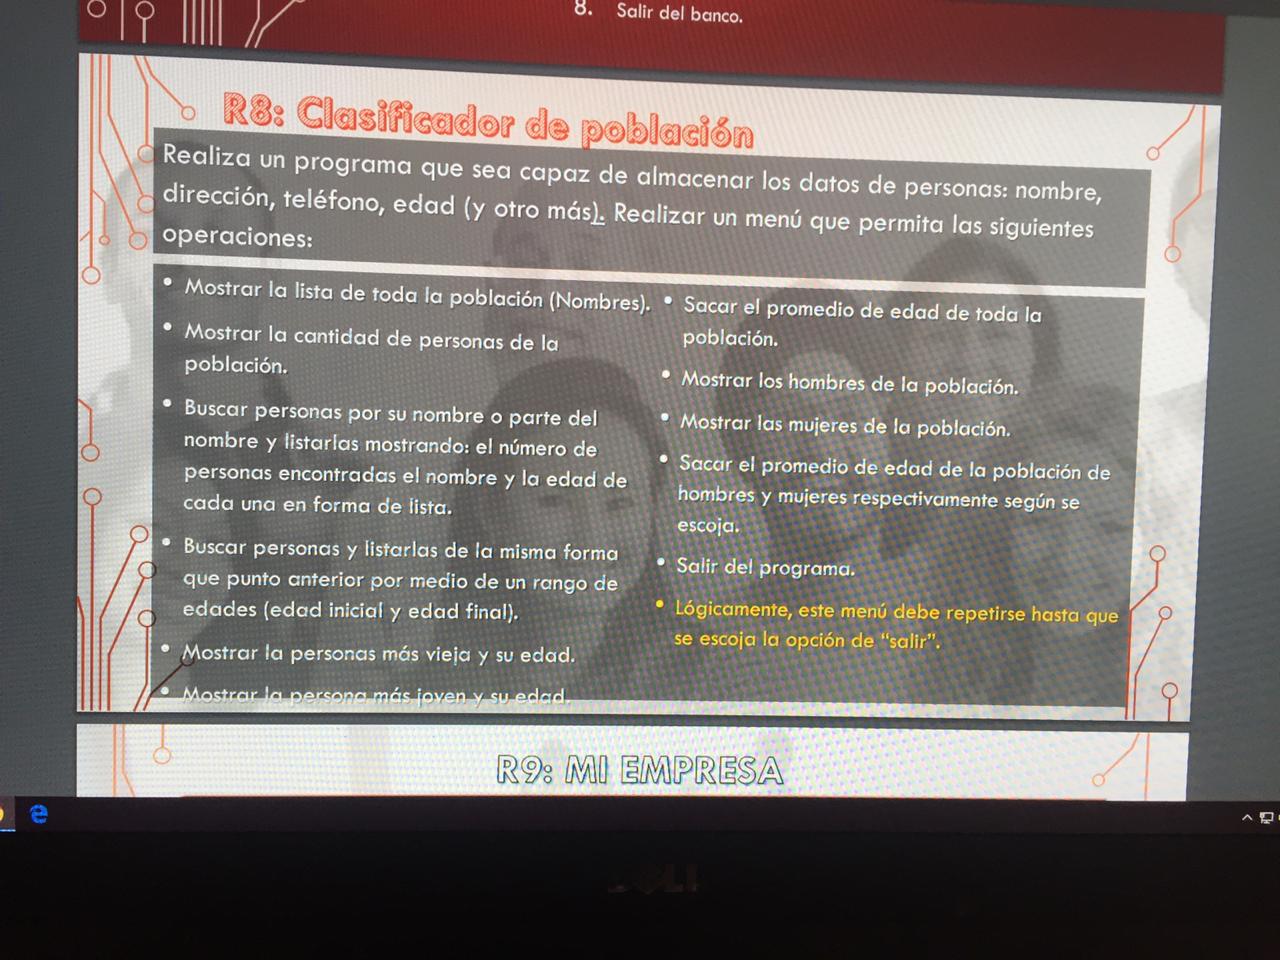 8. Salir del banco.
R8: Clasificador de población
Realiza un programa que sea capaz de almacenar los datos de personas: nombre,
dirección, teléfono, edad (y otro más). Realizar un menú que permita las siguientes
operaciones:
• Mostrar la lista de toda la población (Nombres).
• Mostrar la cantidad de personas de la
población.
• Buscar personas por su nombre o parte del
nombre y listarlas mostrando: el número de
personas encontradas el nombre y la edad de
cada una en forma de lista.
• Buscar personas y listarlas de la misma forma
que punto anterior por medio de un rango de
edades (edad inicial y edad final).
• Mostrar la personas más vieja y su edad.
• Mostrar la persona más joven y su edad.
• Sacar el promedio de edad de toda la
población.
• Mostrar los hombres de la población.
• Mostrar las mujeres de la población.
• Sacar el promedio de edad de la población de
hombres y mujeres respectivamente según se
escoja.
• Salir del programa.
• Lógicamente, este menú debe repetirse hasta que
se escoja la opción de “salir”.
R9: MI EMPRESA
DELL